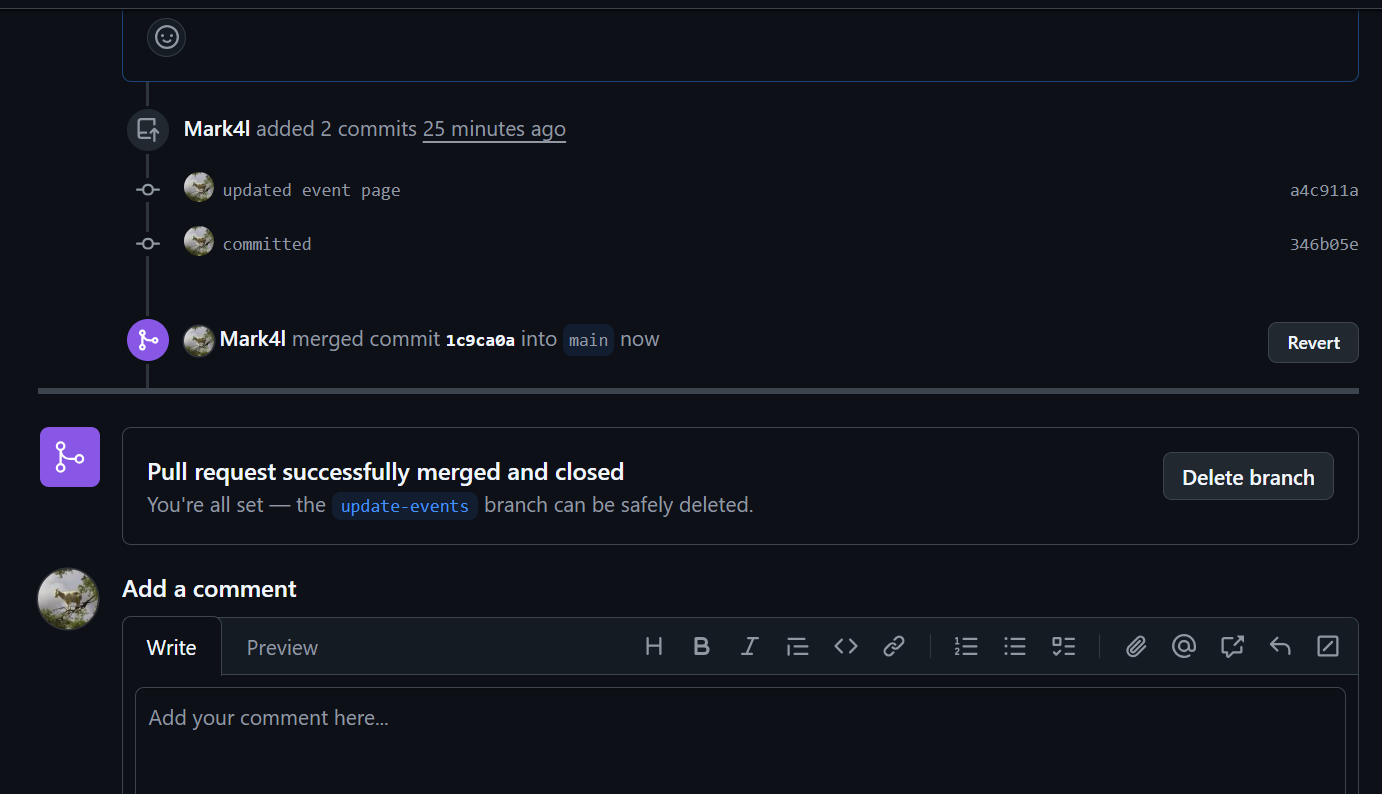 Mark4l added 2 commits 25 minutes ago
updated event page a4c911a
committed 346b05e
Mark4l merged commit 1c9ca0a into main now Revert
Pull request successfully merged and closed
You're all set — the update-events branch can be safely deleted.
Delete branch
Add a comment
Write Preview
Add your comment here...